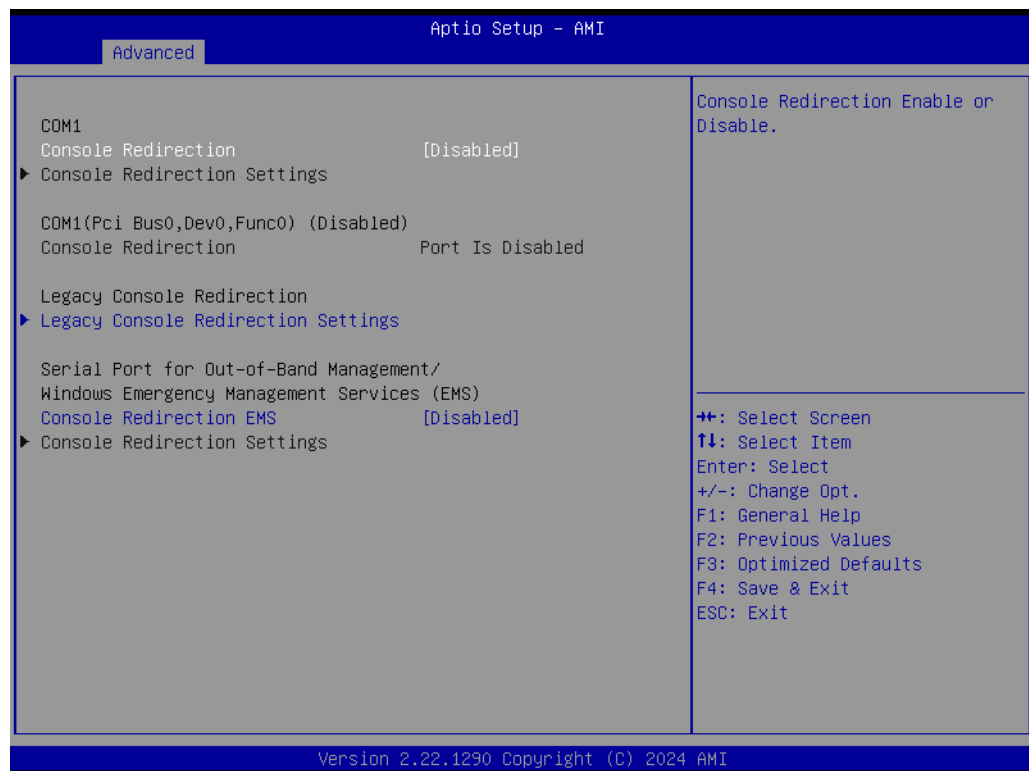 Aptio Setup – AMI
Advanced
COM1
Console Redirection [Disabled]
Console Redirection Settings
COM1(Pci Bus0,Dev0,Func0) (Disabled)
Console Redirection Port Is Disabled
Legacy Console Redirection
Legacy Console Redirection Settings
Serial Port for Out-of-Band Management/
Windows Emergency Management Services (EMS)
Console Redirection EMS [Disabled]
Console Redirection Settings
Console Redirection Enable or
Disable.
→←: Select Screen
↑↓: Select Item
Enter: Select
+/-: Change Opt.
F1: General Help
F2: Previous Values
F3: Optimized Defaults
F4: Save & Exit
ESC: Exit
Version 2.22.1290 Copyright (C) 2024 AMI